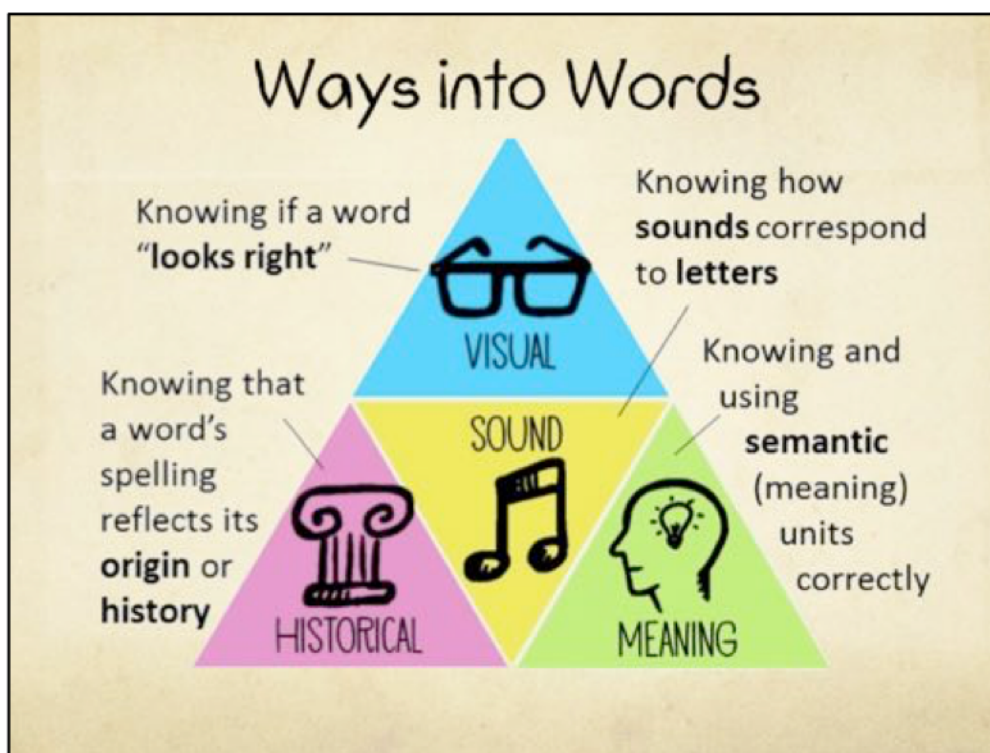 Ways into Words
Knowing if a word
“looks right”
VISUAL
Knowing how
sounds correspond
to letters
Knowing that
a word’s
spelling
reflects its
origin or
history
HISTORICAL
SOUND
Knowing and
using
semantic
(meaning)
units
correctly
MEANING